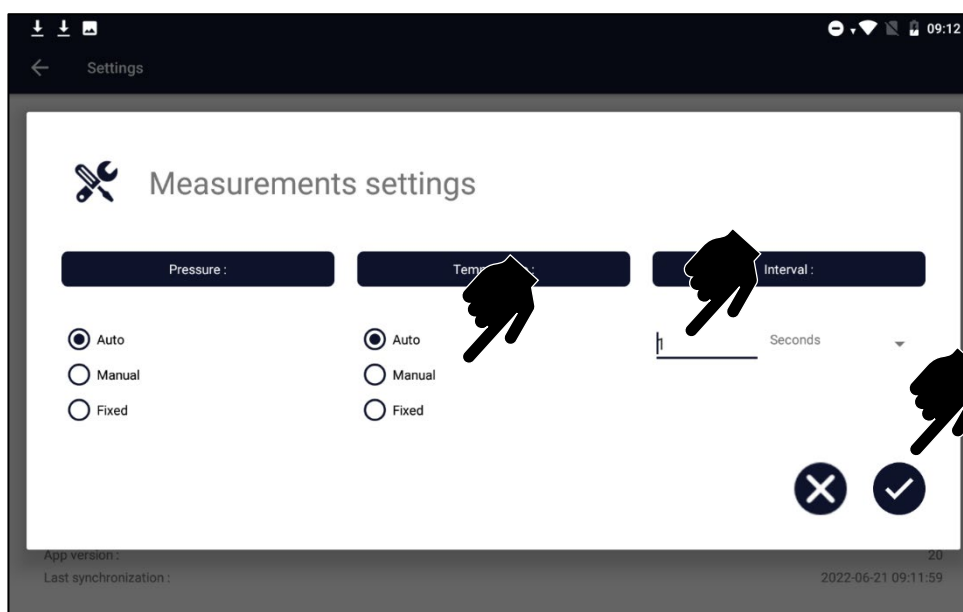 09:12
Settings
Measurements settings
Pressure :
Interval :
Auto
Manual
Fixed
Auto
Manual
Fixed
1
Seconds
App version :
20
Last synchronization :
2022-06-21 09:11:59